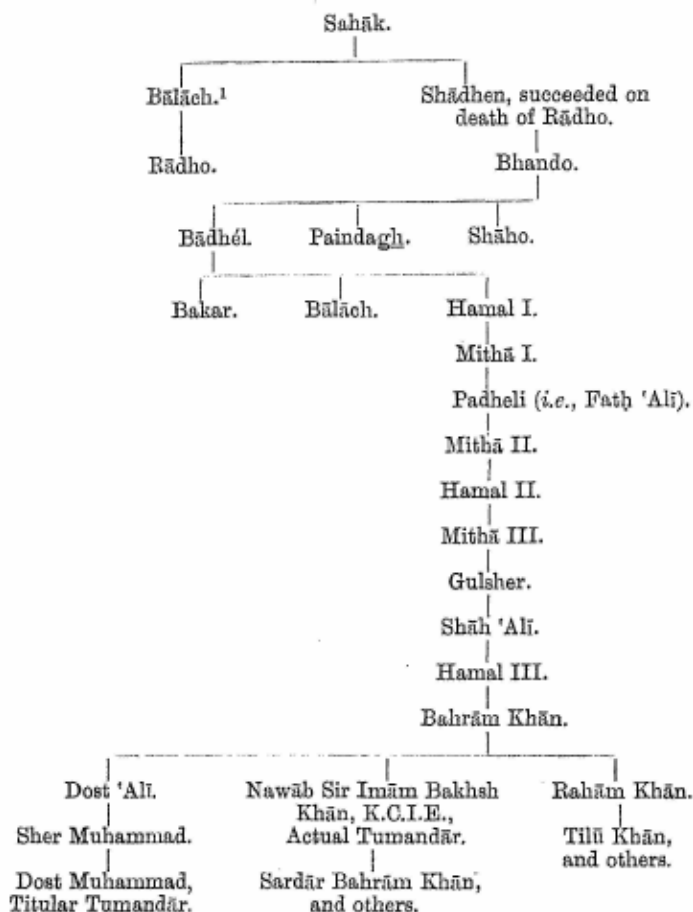 Sahāk.
Bālāch.¹ Shādhen, succeeded on
death of Rādho.
Rādho. Bhando.
Bādhél. Paindagh. Shāho.
Bakar. Bālāch. Hamal I.
Mithā I.
Padheli (i.e., Fatḥ ‘Alī).
Mithā II.
Hamal II.
Mithā III.
Gulsher.
Shāh ‘Alī.
Hamal III.
Bahrām Khān.
Dost ‘Alī. Nawāb Sir Imām Bakhsh Rahām Khān.
Khān, K.C.I.E.,
Sher Muhammad. Actual Tumandār. Tilū Khān,
and others.
Dost Muhammad, Sardār Bahrām Khān,
Titular Tumandār. and others.